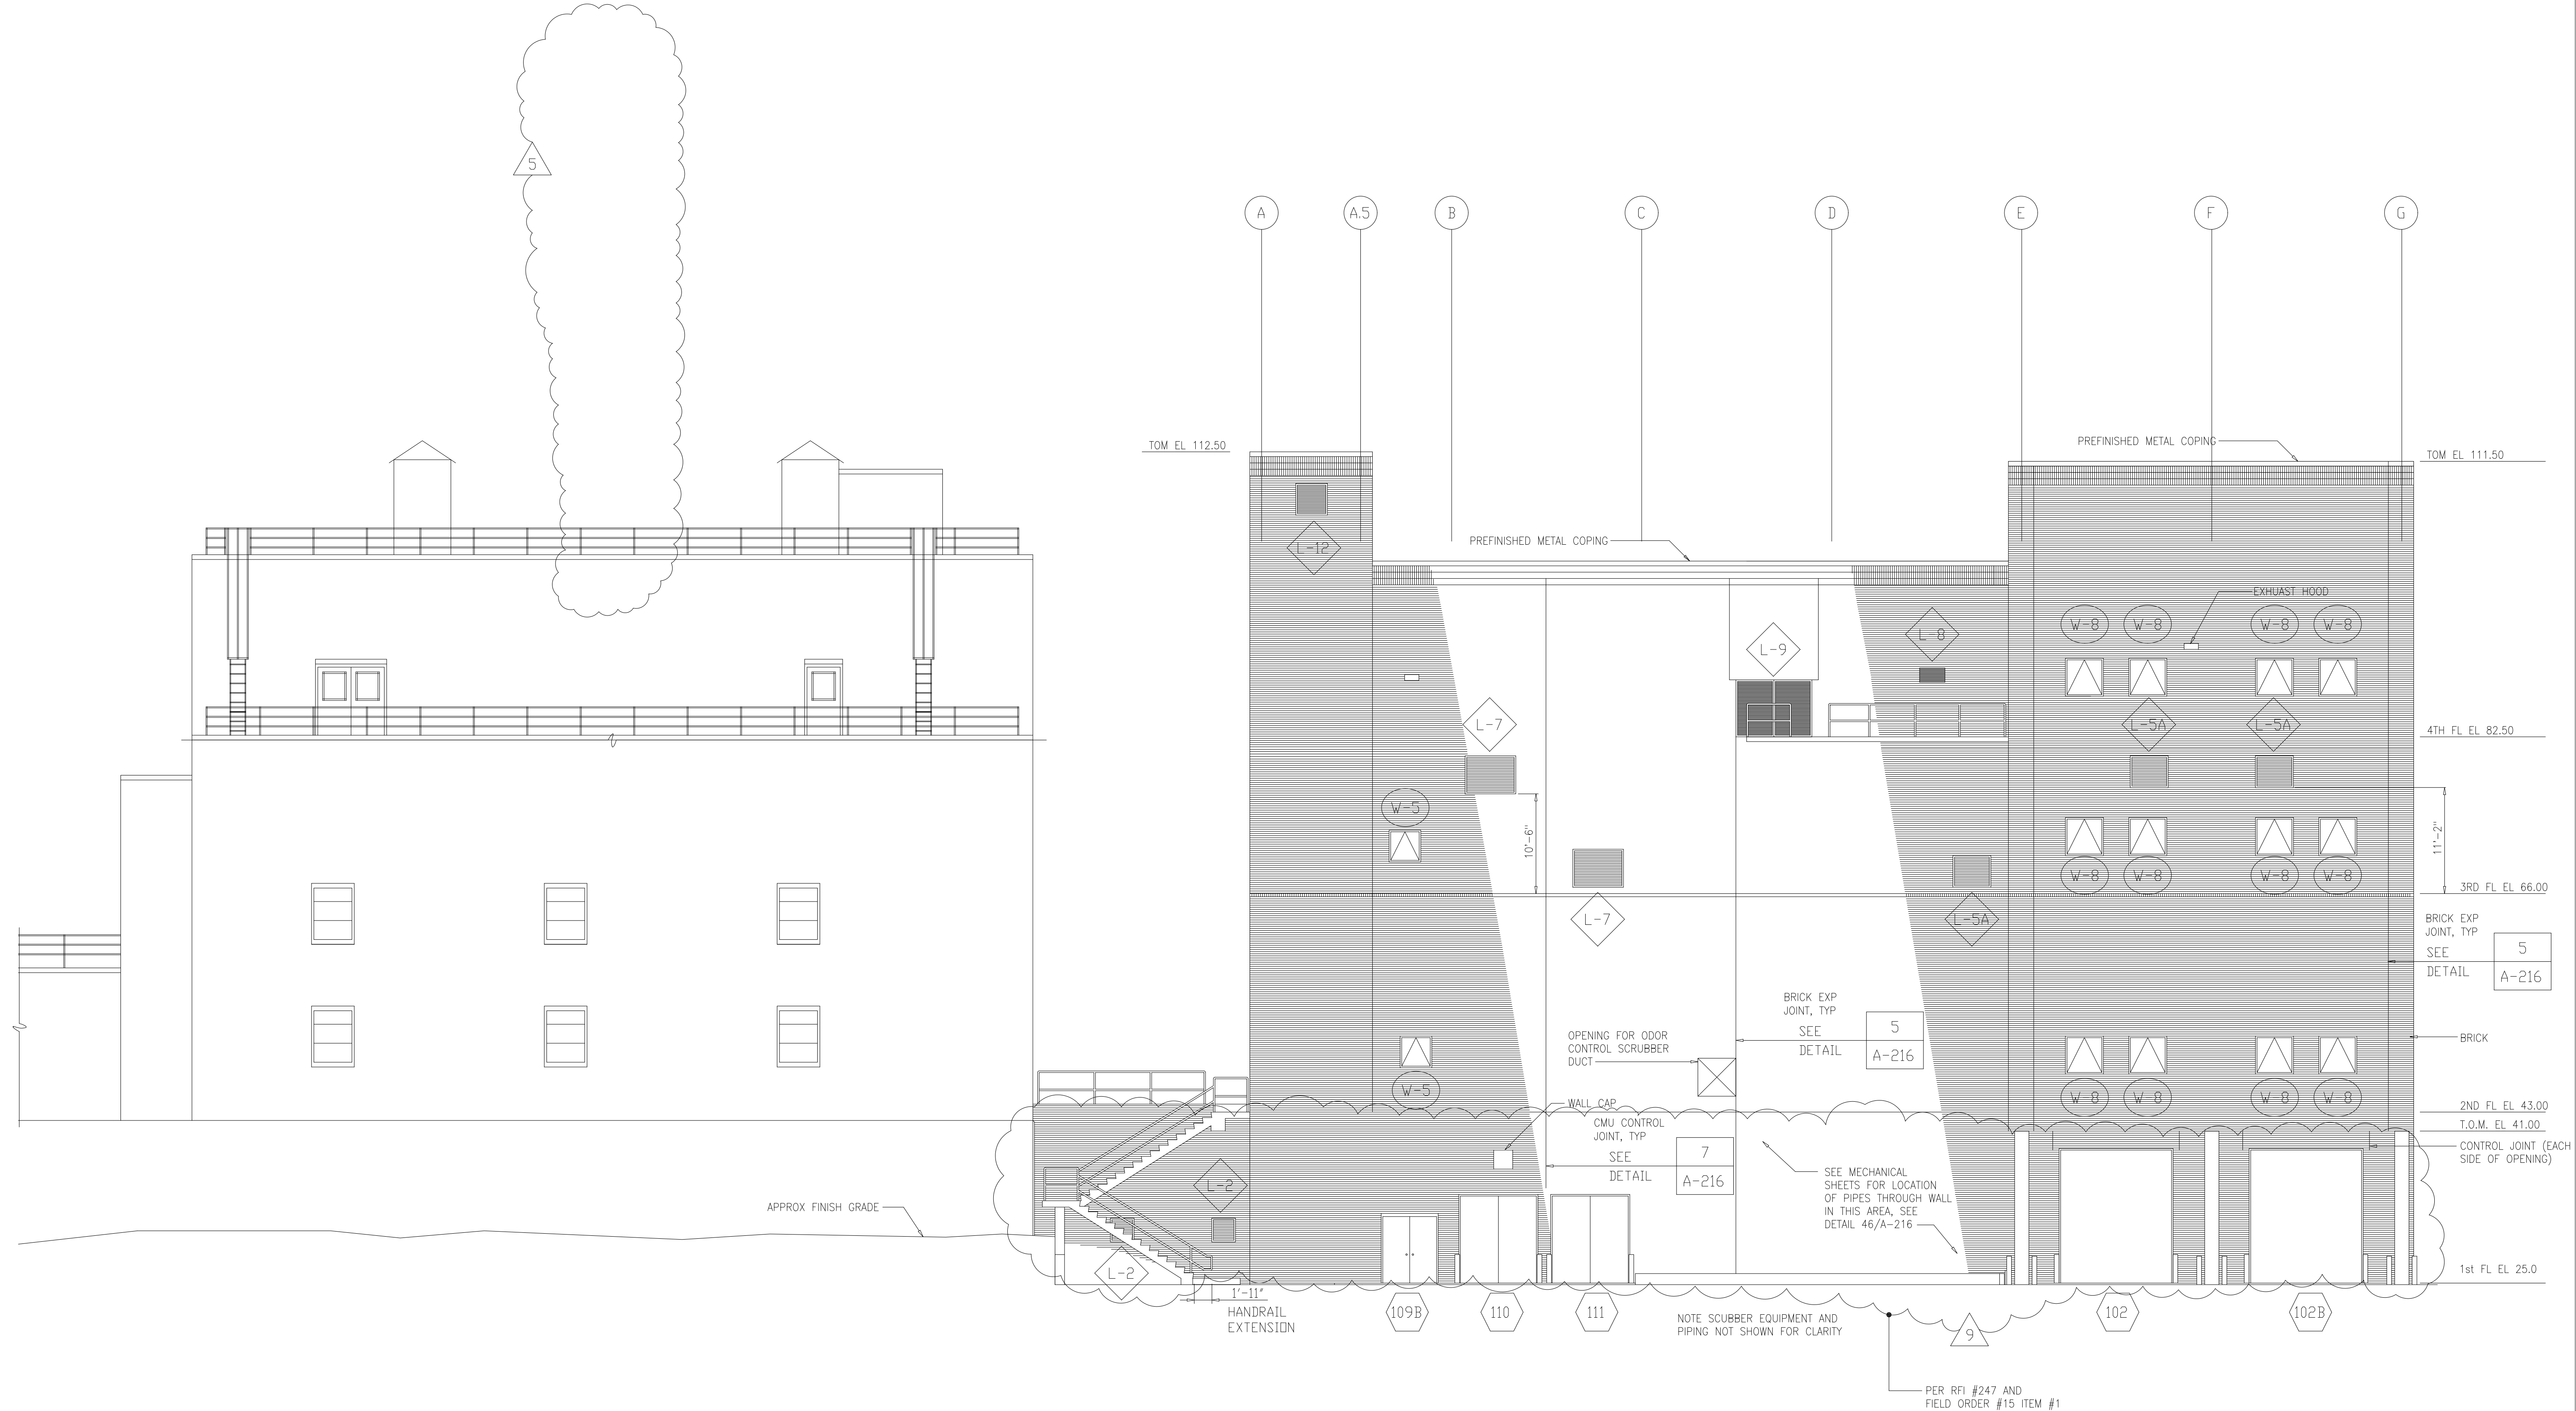 5
A
A.5
B
C
D
E
F
G
TOM EL 112.50
PREFINISHED METAL COPING
TOM EL 111.50
PREFINISHED METAL COPING
L-12
EXHUAST HOOD
W-8
W-8
W-8
W-8
L-8
L-9
L-7
L-5A
L-5A
4TH FL EL 82.50
W-5
10'-6"
11'-2"
W-8
W-8
W-8
W-8
3RD FL EL 66.00
L-7
L-5A
BRICK EXP
JOINT, TYP
SEE
DETAIL
5
A-216
BRICK EXP
JOINT, TYP
SEE
DETAIL
5
A-216
OPENING FOR ODOR
CONTROL SCRUBBER
DUCT
BRICK
W-5
W-8
W-8
W-8
W-8
WALL CAP
2ND FL EL 43.00
T.O.M. EL 41.00
CMU CONTROL
JOINT, TYP
SEE
DETAIL
7
A-216
CONTROL JOINT (EACH
SIDE OF OPENING)
SEE MECHANICAL
SHEETS FOR LOCATION
OF PIPES THROUGH WALL
IN THIS AREA, SEE
DETAIL 46/A-216
L-2
APPROX FINISH GRADE
L-2
1st FL EL 25.0
1'-11"
HANDRAIL
EXTENSION
109B
110
111
102
102B
NOTE SCUBBER EQUIPMENT AND
PIPING NOT SHOWN FOR CLARITY
9
PER RFI #247 AND
FIELD ORDER #15 ITEM #1